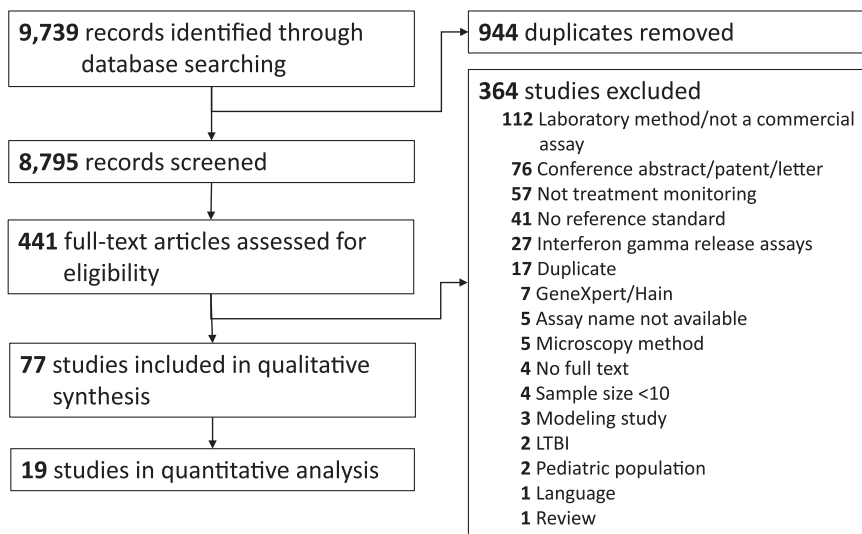 9,739 records identified through
database searching
944 duplicates removed
8,795 records screened
441 full-text articles assessed for
eligibility
364 studies excluded
112 Laboratory method/not a commercial
assay
76 Conference abstract/patent/letter
57 Not treatment monitoring
41 No reference standard
27 Interferon gamma release assays
17 Duplicate
7 GeneXpert/Hain
5 Assay name not available
5 Microscopy method
4 No full text
4 Sample size <10
3 Modeling study
2 LTBI
2 Pediatric population
1 Language
1 Review
77 studies included in qualitative
synthesis
19 studies in quantitative analysis